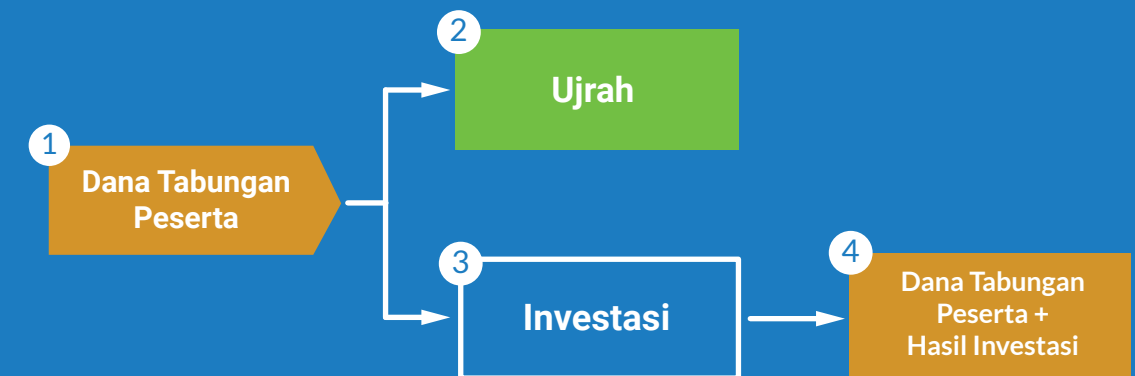 1
Dana Tabungan
Peserta
2
Ujrah
3
Investasi
4
Dana Tabungan
Peserta +
Hasil Investasi